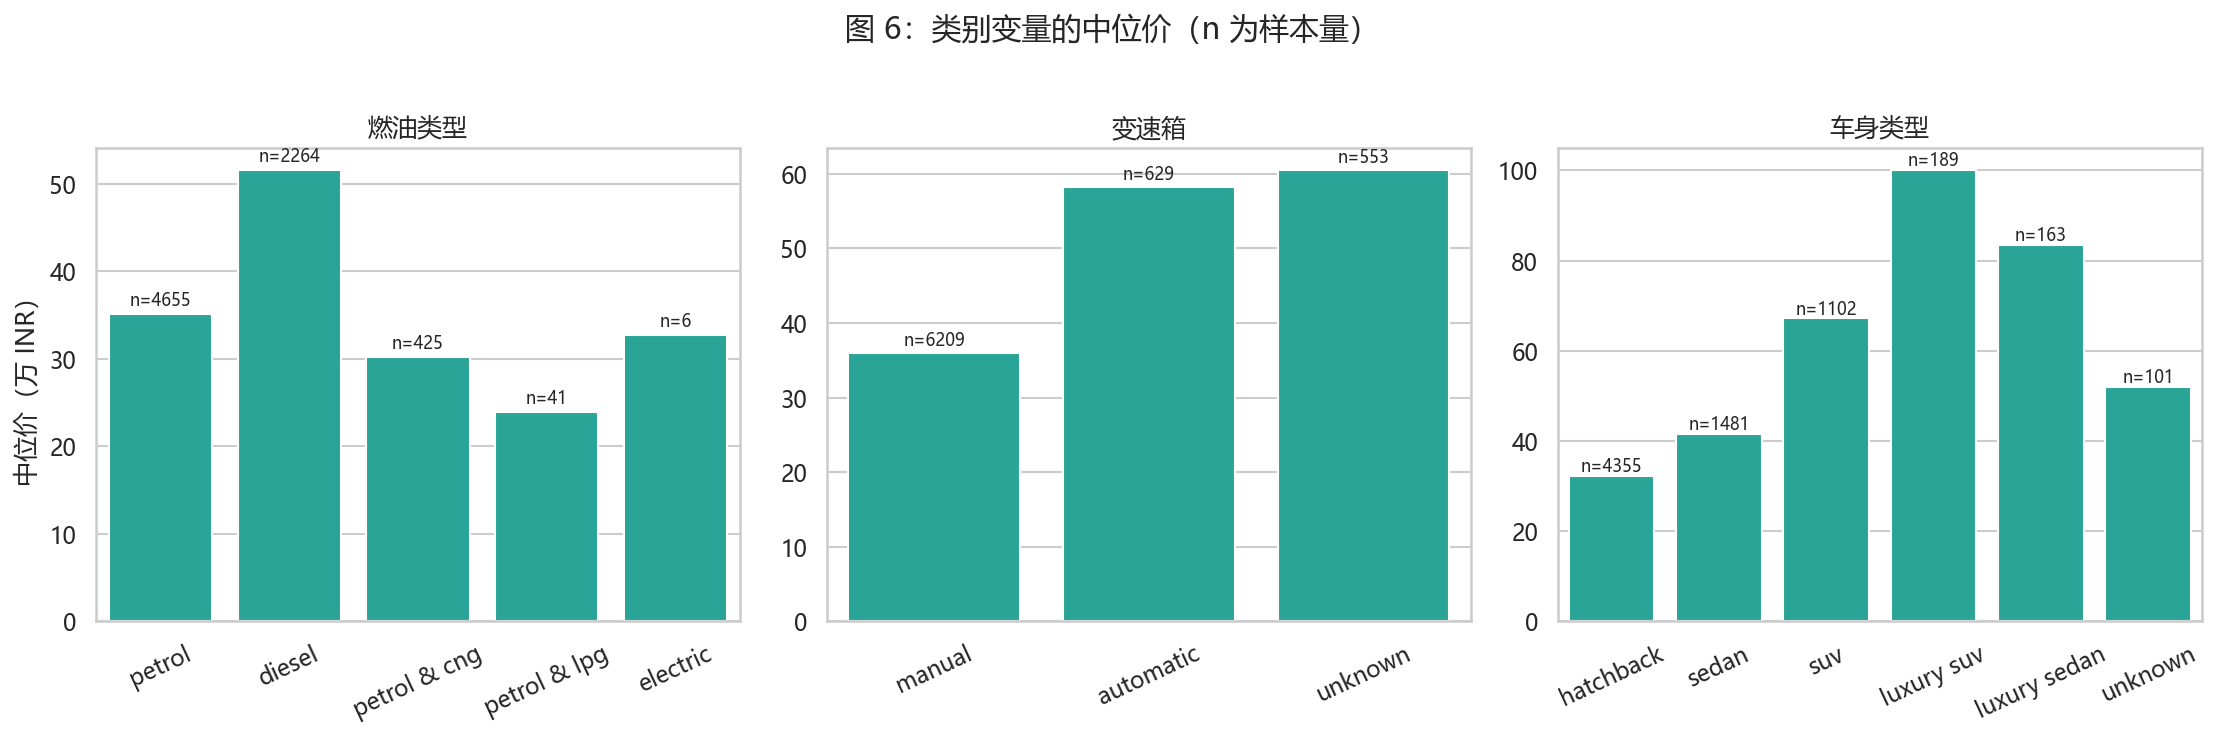 图 6：类别变量的中位价（n 为样本量）
燃油类型
中位价（万 INR）
50
40
30
20
10
0
n=4655
n=2264
n=425
n=41
n=6
petrol
diesel
petrol & cng
petrol & lpg
electric
变速箱
60
50
40
30
20
10
0
n=6209
n=629
n=553
manual
automatic
unknown
车身类型
100
80
60
40
20
0
n=4355
n=1481
n=1102
n=189
n=163
n=101
hatchback
sedan
suv
luxury suv
luxury sedan
unknown